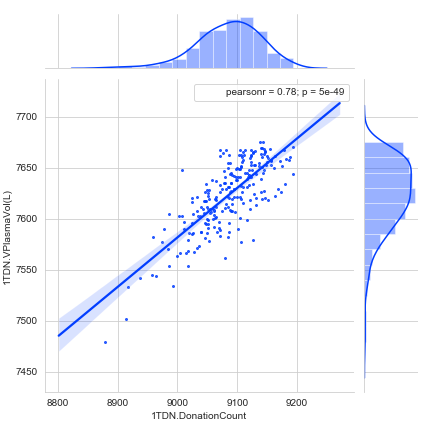 pearsonr = 0.78; p = 5e-49
7700
7650
7600
7550
7500
7450
1TDN.VPlasmaVol(L)
8800 8900 9000 9100 9200
1TDN.DonationCount